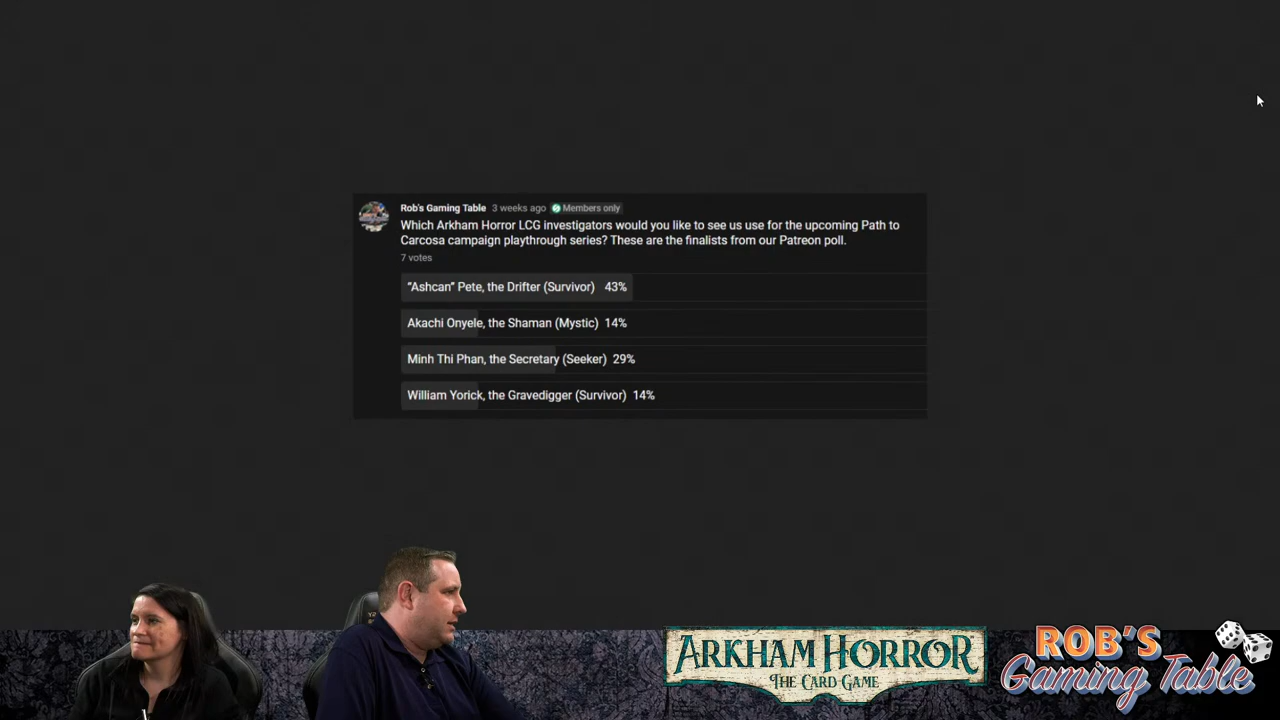 Rob's Gaming Table 3 weeks ago Members only
Which Arkham Horror LCG investigators would you like to see us use for the upcoming Path to
Carcosa campaign playthrough series? These are the finalists from our Patreon poll.
7 votes
“Ashcan” Pete, the Drifter (Survivor) 43%
Akachi Onyele, the Shaman (Mystic) 14%
Minh Thi Phan, the Secretary (Seeker) 29%
William Yorick, the Gravedigger (Survivor) 14%
ARKHAM HORROR
THE CARD GAME
ROB'S
Gaming Table